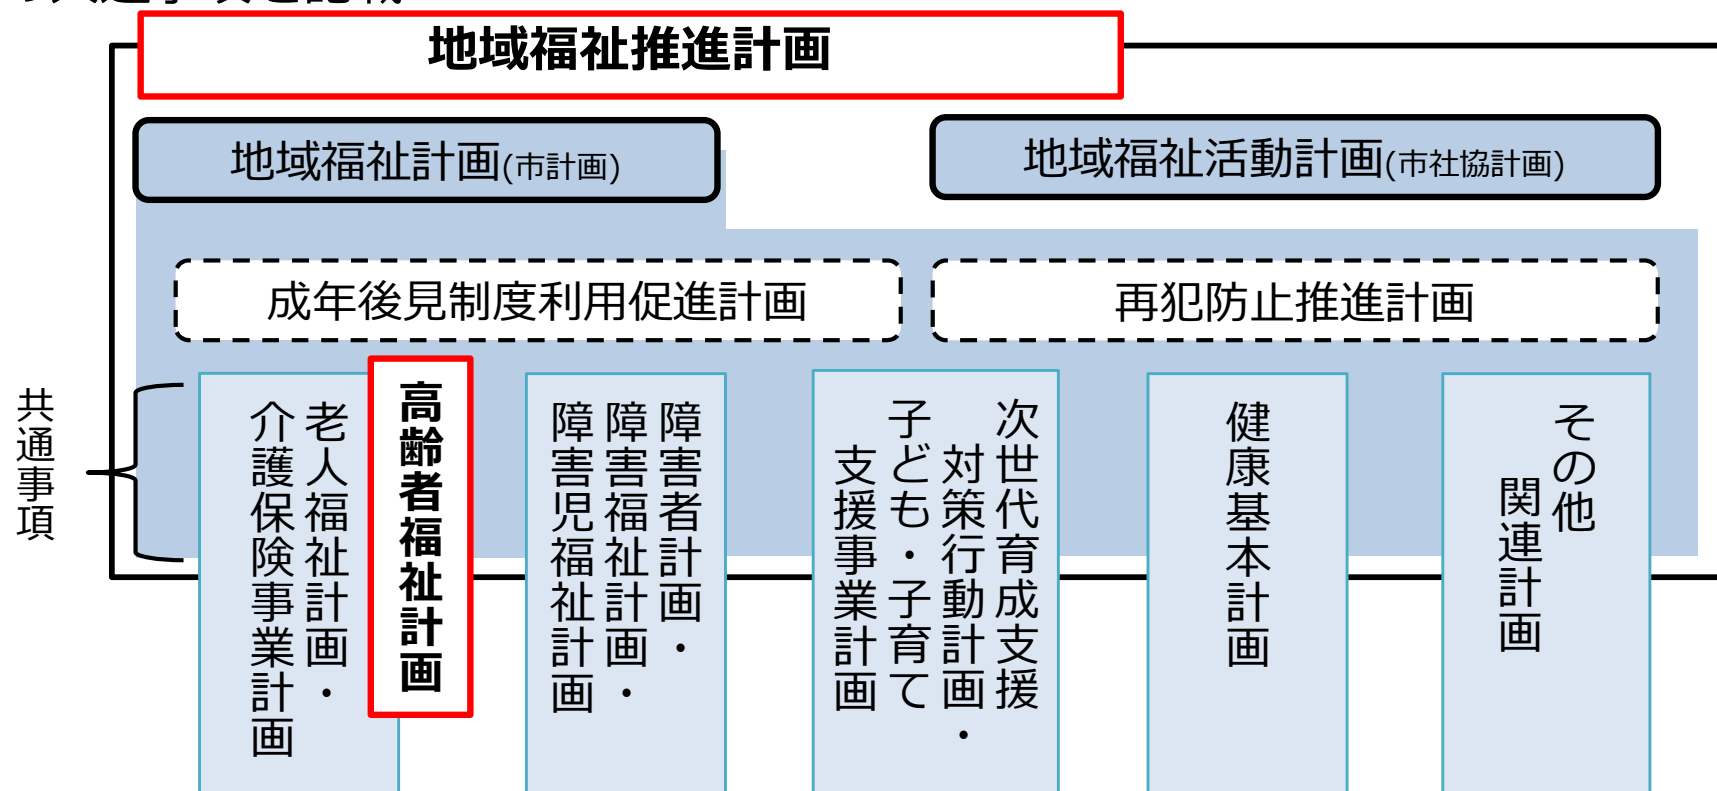 地域福祉推進計画
地域福祉計画(市計画)
地域福祉活動計画(市社協計画)
成年後見制度利用促進計画
再犯防止推進計画
共通事項
老人福祉計画・
介護保険事業計画
高齢者福祉計画
障害者計画・
障害福祉計画・
障害児福祉計画
次世代育成支援
対策行動計画・
子ども・子育て
支援事業計画
健康基本計画
その他
関連計画